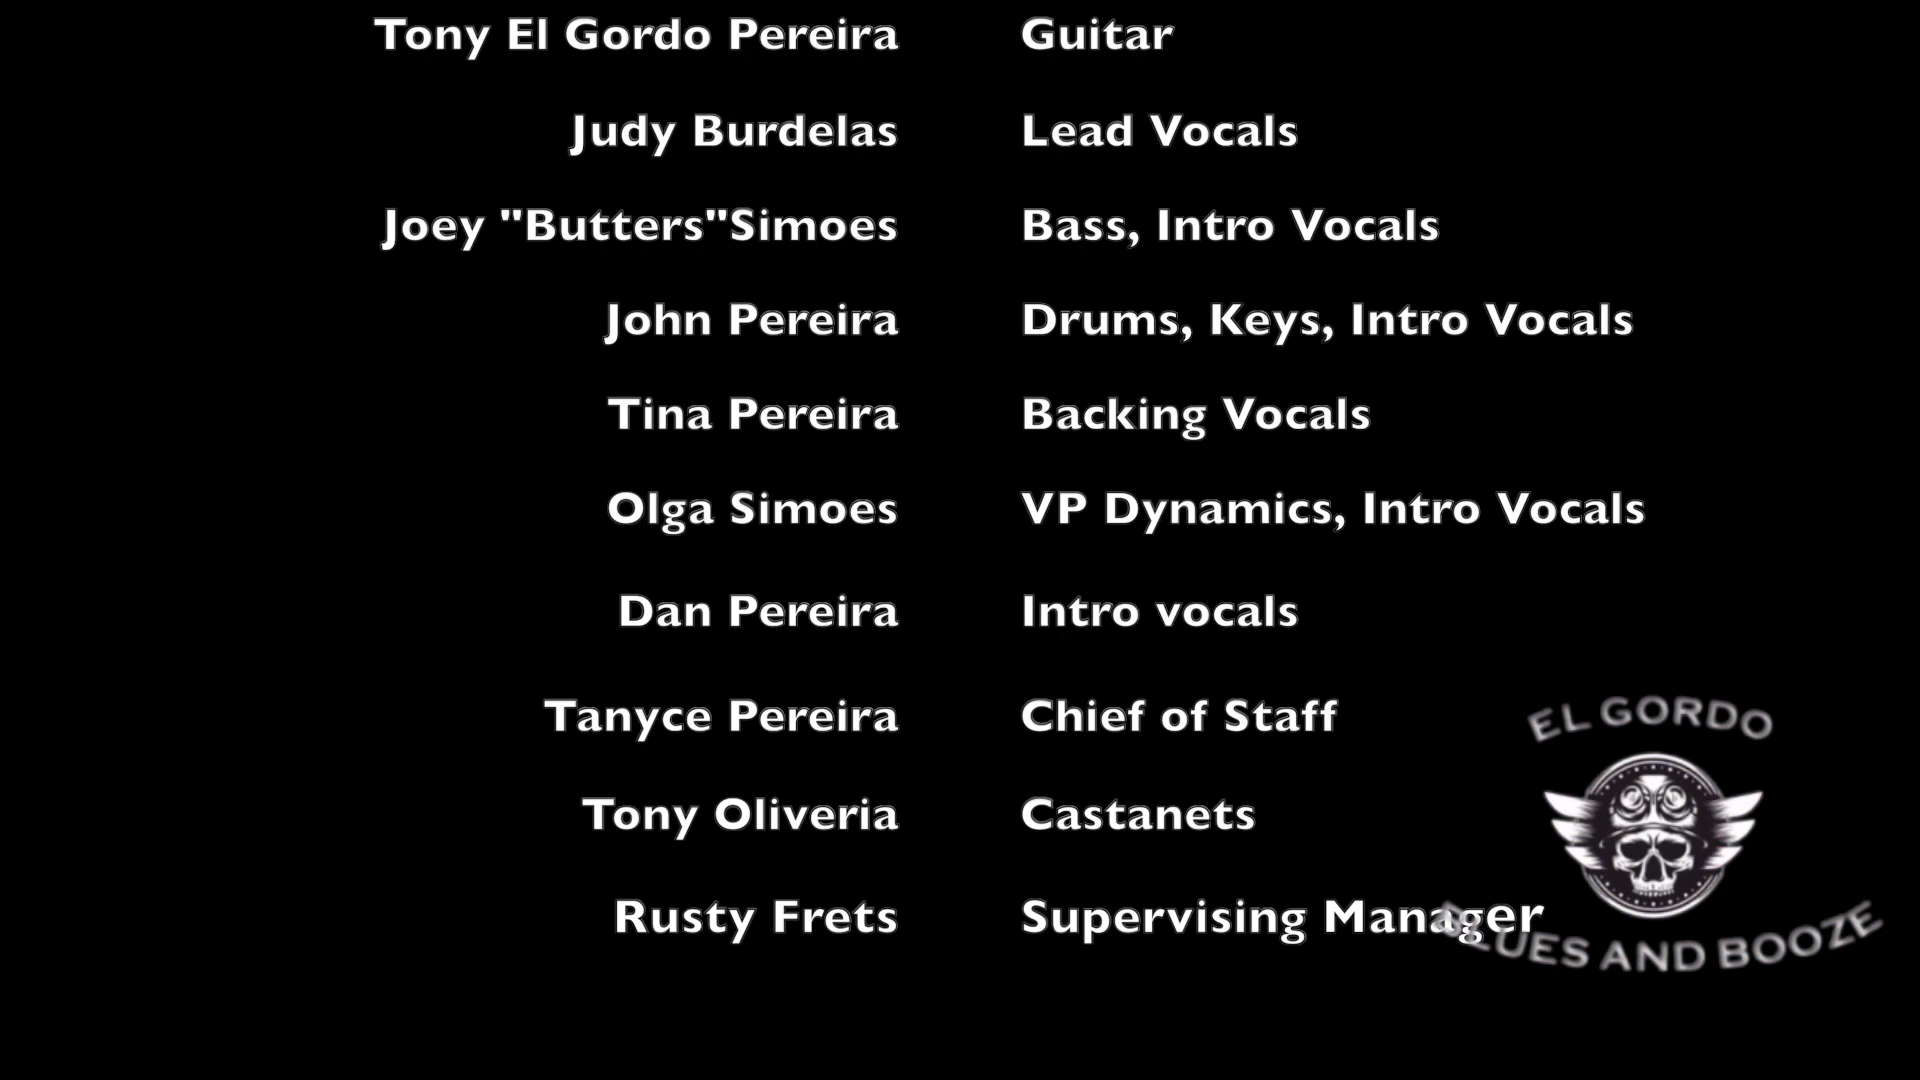 Tony El Gordo Pereira Guitar
Judy Burdelas Lead Vocals
Joey "Butters"Simoes Bass, Intro Vocals
John Pereira Drums, Keys, Intro Vocals
Tina Pereira Backing Vocals
Olga Simoes VP Dynamics, Intro Vocals
Dan Pereira Intro vocals
Tanyce Pereira Chief of Staff
Tony Oliveria Castanets
Rusty Frets Supervising Manager
EL GORDO
BLUES AND BOOZE